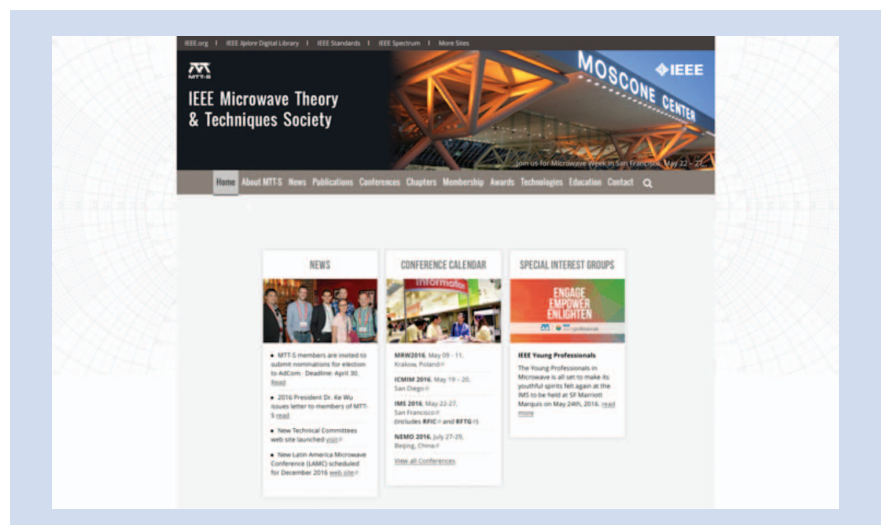 IEEE.org | IEEE Xplore Digital Library | IEEE Standards | IEEE Spectrum | More Sites
MTT-S
IEEE Microwave Theory
& Techniques Society
MOSCONE CENTER
IEEE
Join us for Microwave Week in San Francisco, May 22 - 27
Home About MTT-S News Publications Conferences Chapters Membership Awards Technologies Education Contact
NEWS
MTT-S members are invited to
submit nominations for election
to AdCom. Deadline: April 30.
Read
2016 President Dr. Ke Wu
issues letter to members of MTT-
S read
New Technical Committees
web site launched visit
New Latin America Microwave
Conference (LAMC) scheduled
for December 2016 web site
CONFERENCE CALENDAR
Information
MRW2016, May 09 - 11,
Krakow, Poland
ICMIM 2016, May 19 - 20,
San Diego
IMS 2016, May 22-27,
San Francisco
(includes RFIC and RFTG)
NEMO 2016, July 27-29,
Beijing, China
View all Conferences
SPECIAL INTEREST GROUPS
ENGAGE
EMPOWER
ENLIGHTEN
IEEE Young Professionals
The Young Professionals in
Microwave is all set to make its
youthful spirits felt again at the
IMS to be held at SF Marriott
Marquis on May 24th, 2016. read
more